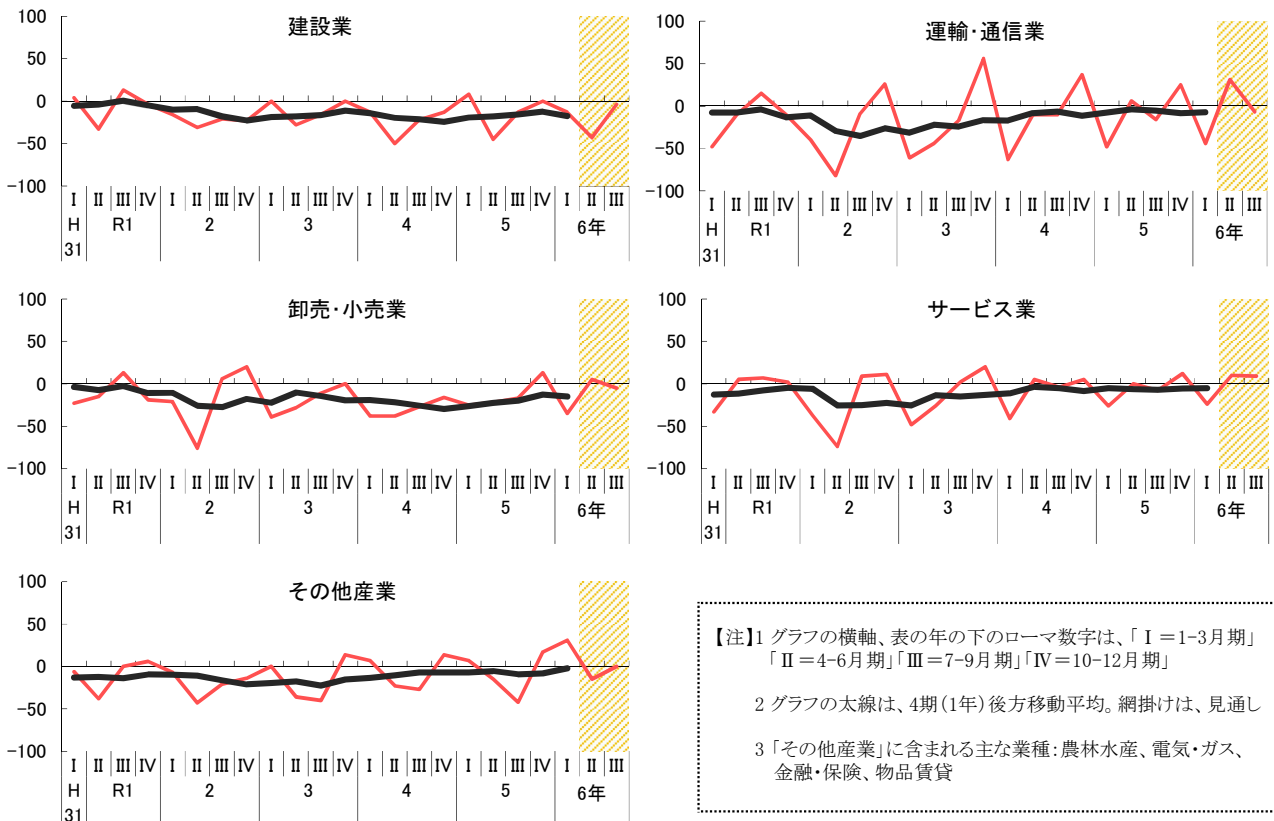 建設業
100
50
0
−50
−100
Ⅰ Ⅱ Ⅲ Ⅳ Ⅰ Ⅱ Ⅲ Ⅳ Ⅰ Ⅱ Ⅲ Ⅳ Ⅰ Ⅱ Ⅲ Ⅳ Ⅰ Ⅱ Ⅲ Ⅳ Ⅰ Ⅱ Ⅲ
H R1 2 3 4 5 6年
31
運輸・通信業
100
50
0
−50
−100
Ⅰ Ⅱ Ⅲ Ⅳ Ⅰ Ⅱ Ⅲ Ⅳ Ⅰ Ⅱ Ⅲ Ⅳ Ⅰ Ⅱ Ⅲ Ⅳ Ⅰ Ⅱ Ⅲ Ⅳ Ⅰ Ⅱ Ⅲ
H R1 2 3 4 5 6年
31
卸売・小売業
100
50
0
−50
−100
Ⅰ Ⅱ Ⅲ Ⅳ Ⅰ Ⅱ Ⅲ Ⅳ Ⅰ Ⅱ Ⅲ Ⅳ Ⅰ Ⅱ Ⅲ Ⅳ Ⅰ Ⅱ Ⅲ Ⅳ Ⅰ Ⅱ Ⅲ
H R1 2 3 4 5 6年
31
サービス業
100
50
0
−50
−100
Ⅰ Ⅱ Ⅲ Ⅳ Ⅰ Ⅱ Ⅲ Ⅳ Ⅰ Ⅱ Ⅲ Ⅳ Ⅰ Ⅱ Ⅲ Ⅳ Ⅰ Ⅱ Ⅲ Ⅳ Ⅰ Ⅱ Ⅲ
H R1 2 3 4 5 6年
31
その他産業
100
50
0
−50
−100
Ⅰ Ⅱ Ⅲ Ⅳ Ⅰ Ⅱ Ⅲ Ⅳ Ⅰ Ⅱ Ⅲ Ⅳ Ⅰ Ⅱ Ⅲ Ⅳ Ⅰ Ⅱ Ⅲ Ⅳ Ⅰ Ⅱ Ⅲ
H R1 2 3 4 5 6年
31
【注】1 グラフの横軸、表の年の下のローマ数字は、「Ⅰ＝1-3月期」
「Ⅱ＝4-6月期」「Ⅲ＝7-9月期」「Ⅳ＝10-12月期」
2 グラフの太線は、4期(1年)後方移動平均。網掛けは、見通し
3 「その他産業」に含まれる主な業種：農林水産、電気・ガス、
金融・保険、物品賃貸